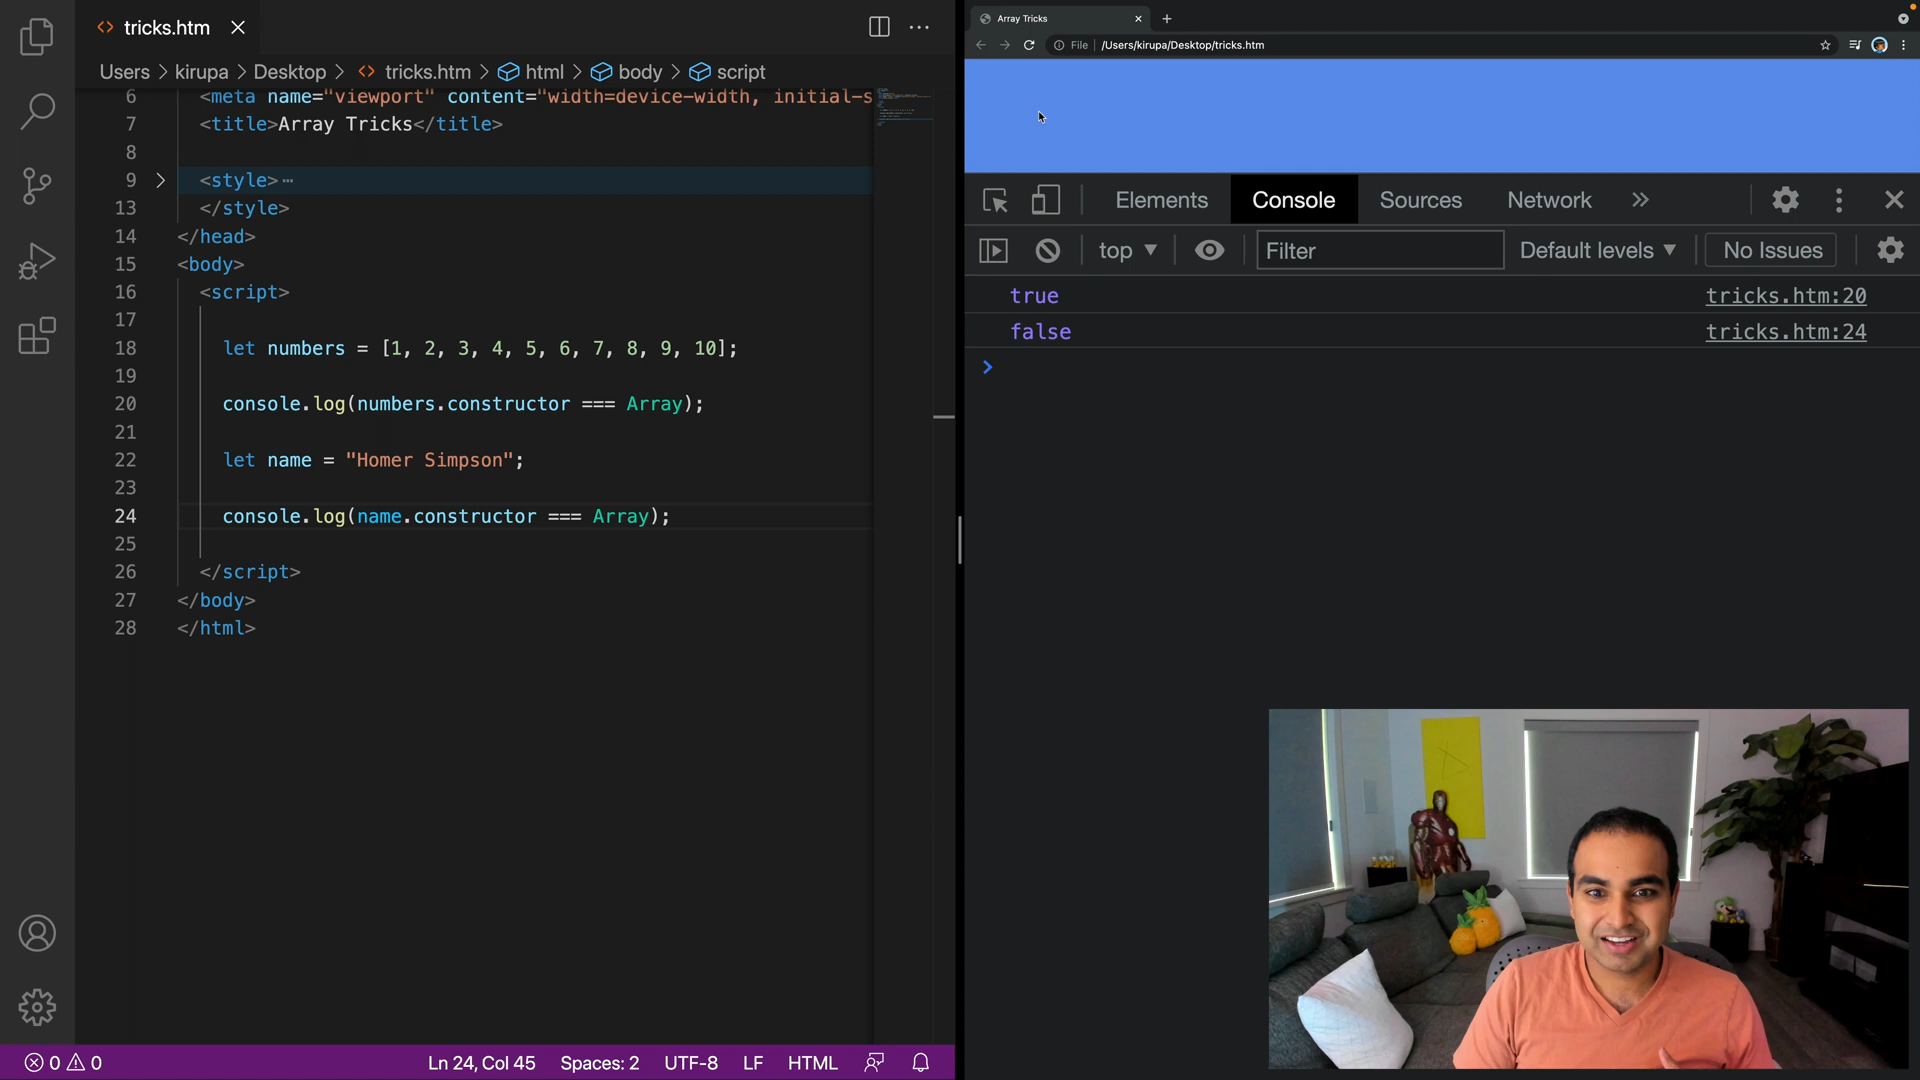 tricks.htm
Users > kirupa > Desktop > tricks.htm > html > body > script
6 <meta name="viewport" content="width=device-width, initial-s
7 <title>Array Tricks</title>
8
9 <style>
13 </style>
14 </head>
15 <body>
16 <script>
17
18 let numbers = [1, 2, 3, 4, 5, 6, 7, 8, 9, 10];
19
20 console.log(numbers.constructor === Array);
21
22 let name = "Homer Simpson";
23
24 console.log(name.constructor === Array);
25
26 </script>
27 </body>
28 </html>
0 0 Ln 24, Col 45 Spaces: 2 UTF-8 LF HTML
Array Tricks
File | /Users/kirupa/Desktop/tricks.htm
Elements Console Sources Network
top Filter Default levels No Issues
true tricks.htm:20
false tricks.htm:24